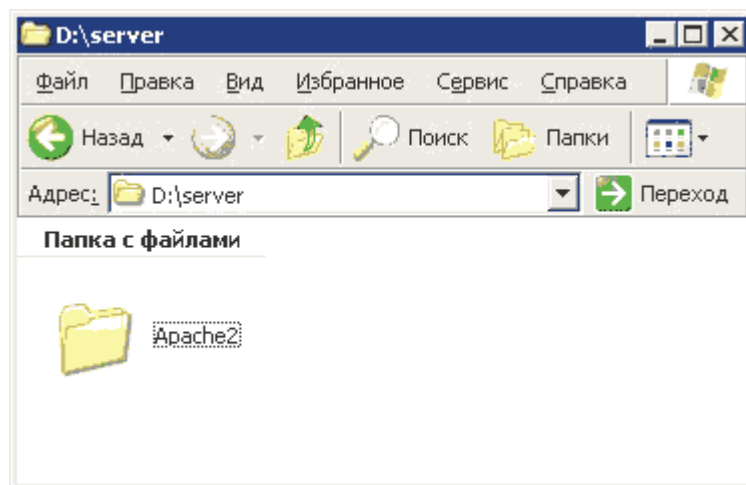 D:\server
Файл Правка Вид Избранное Сервис Справка
Назад Поиск Папки
Адрес: D:\server Переход
Папка с файлами
Apache2